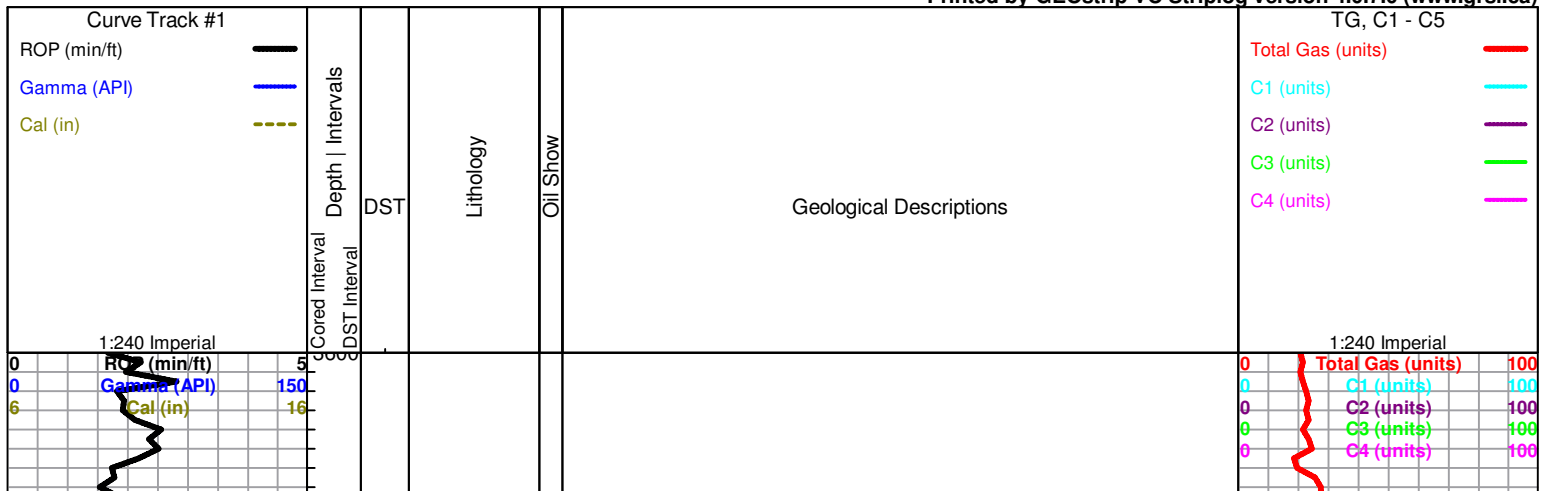 Curve Track #1
ROP (min/ft)
Gamma (API)
Cal (in)
1:240 Imperial
Depth | Intervals
Cored Interval
DST Interval
DST
Lithology
Oil Show
Geological Descriptions
TG, C1 - C5
Total Gas (units)
C1 (units)
C2 (units)
C3 (units)
C4 (units)
1:240 Imperial
0 ROP (min/ft) 5
0 Gamma (API) 150
6 Cal (in) 16
0 Total Gas (units) 100
0 C1 (units) 100
0 C2 (units) 100
0 C3 (units) 100
0 C4 (units) 100